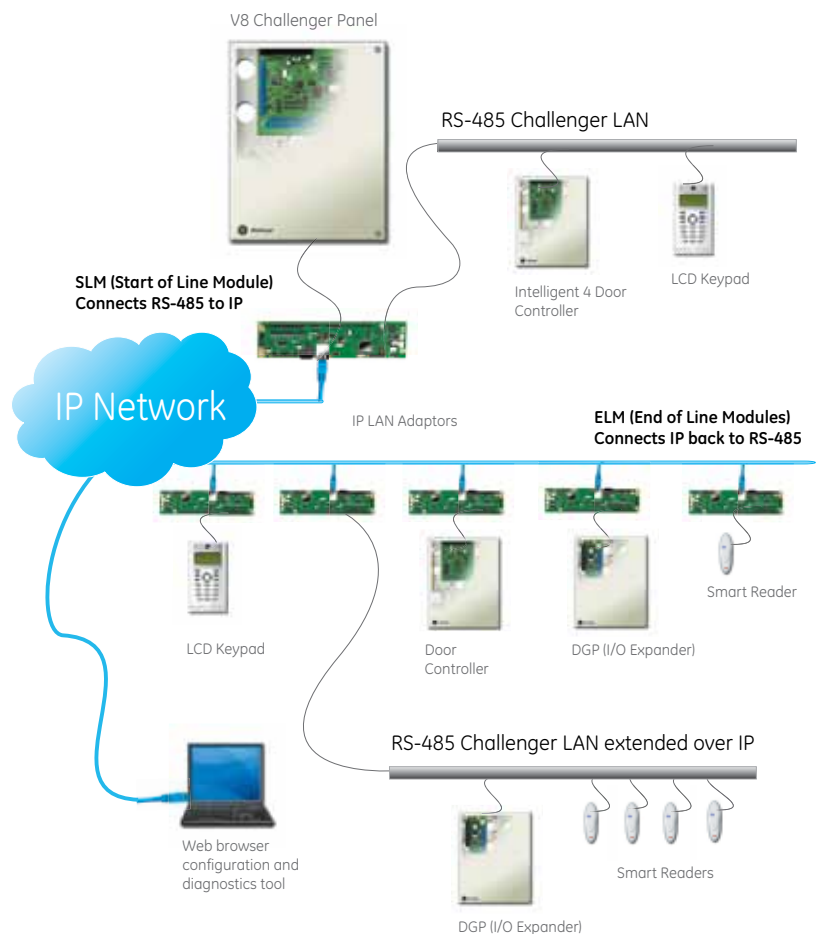 V8 Challenger Panel
RS-485 Challenger LAN
SLM (Start of Line Module)
Connects RS-485 to IP
Intelligent 4 Door
Controller
LCD Keypad
IP Network
IP LAN Adaptors
ELM (End of Line Modules)
Connects IP back to RS-485
LCD Keypad
Door
Controller
DGP (I/O Expander)
Smart Reader
RS-485 Challenger LAN extended over IP
Web browser
configuration and
diagnostics tool
Smart Readers
DGP (I/O Expander)